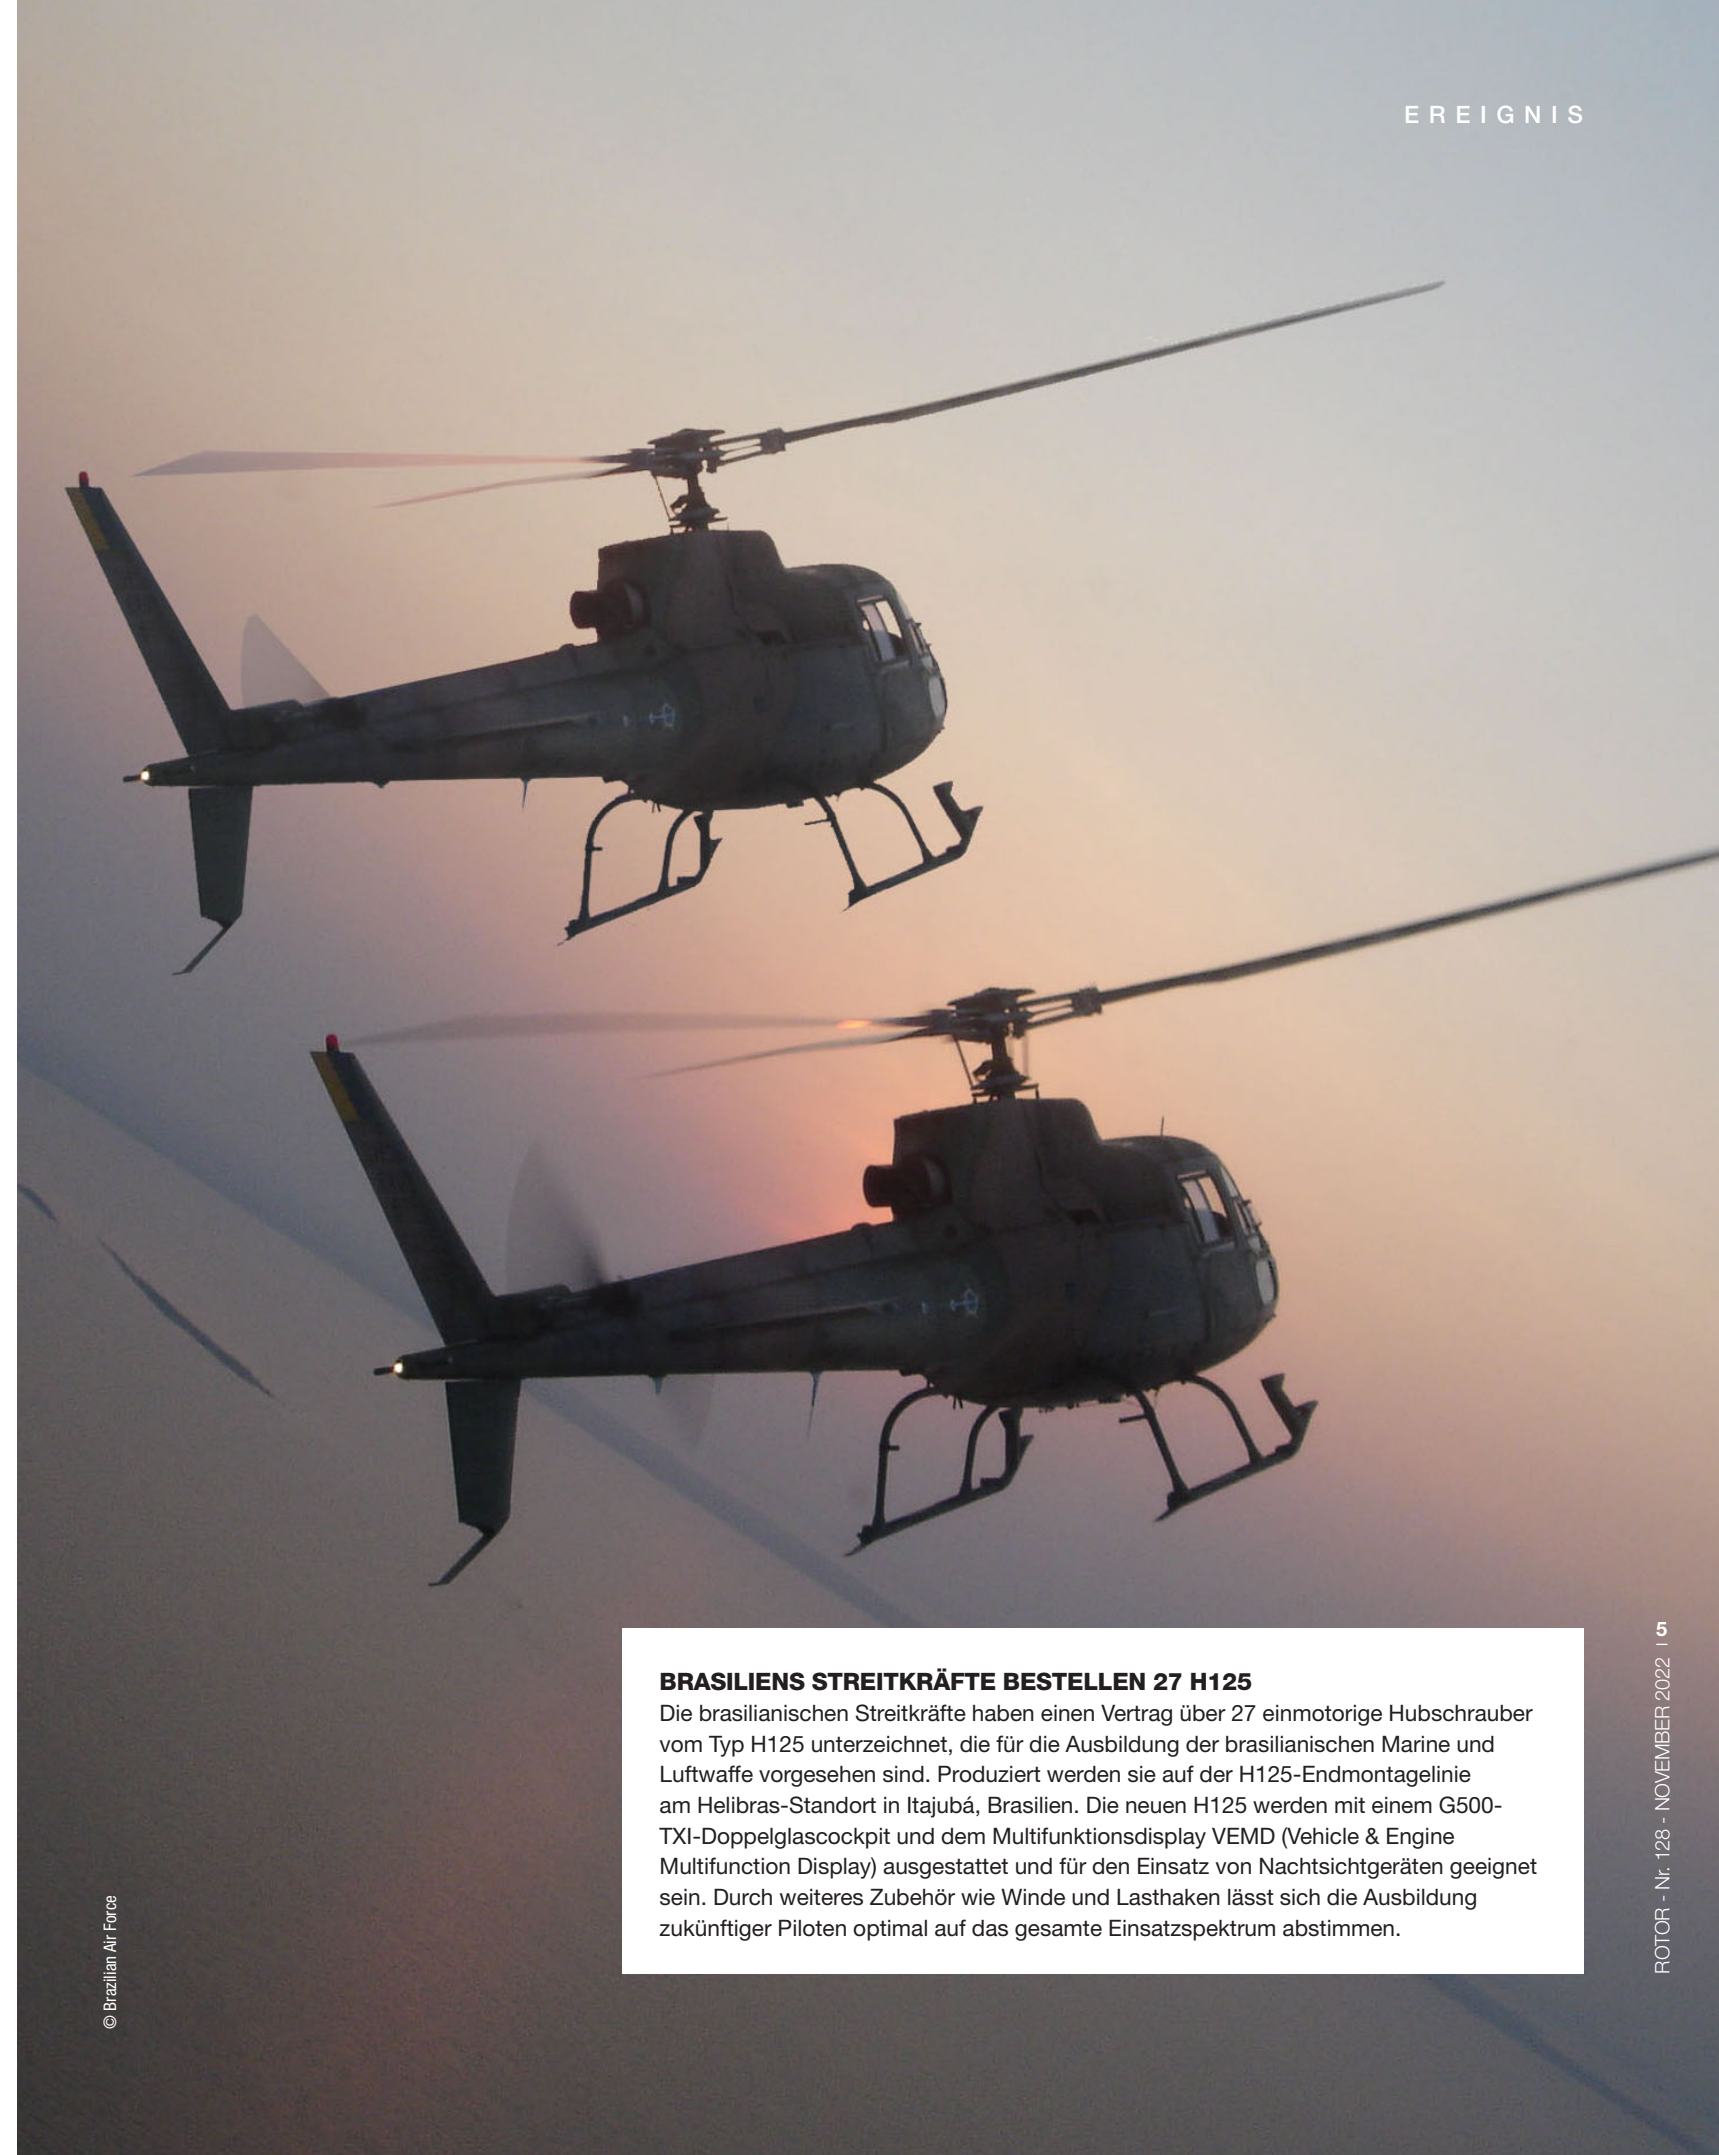 EREIGNIS
BRASILIENS STREITKRÄFTE BESTELLEN 27 H125
Die brasilianischen Streitkräfte haben einen Vertrag über 27 einmotorige Hubschrauber
vom Typ H125 unterzeichnet, die für die Ausbildung der brasilianischen Marine und
Luftwaffe vorgesehen sind. Produziert werden sie auf der H125-Endmontagelinie
am Helibras-Standort in Itajubá, Brasilien. Die neuen H125 werden mit einem G500-
TXI-Doppelglascockpit und dem Multifunktionsdisplay VEMD (Vehicle & Engine
Multifunction Display) ausgestattet und für den Einsatz von Nachtsichtgeräten geeignet
sein. Durch weiteres Zubehör wie Winde und Lasthaken lässt sich die Ausbildung
zukünftiger Piloten optimal auf das gesamte Einsatzspektrum abstimmen.
© Brazilian Air Force
ROTOR - Nr. 128 - NOVEMBER 2022 I 5